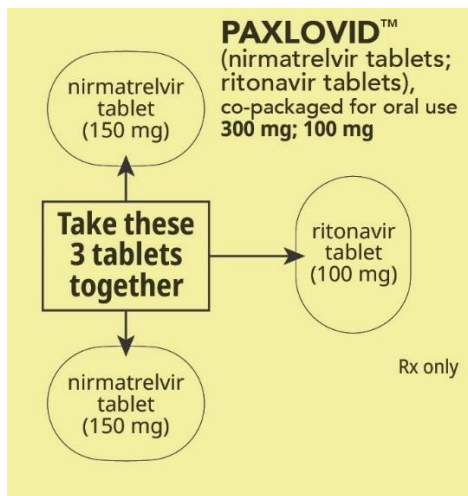 PAXLOVID™
(nirmatrelvir tablets;
ritonavir tablets),
co-packaged for oral use
300 mg; 100 mg
nirmatrelvir
tablet
(150 mg)
Take these
3 tablets
together
ritonavir
tablet
(100 mg)
nirmatrelvir
tablet
(150 mg)
Rx only